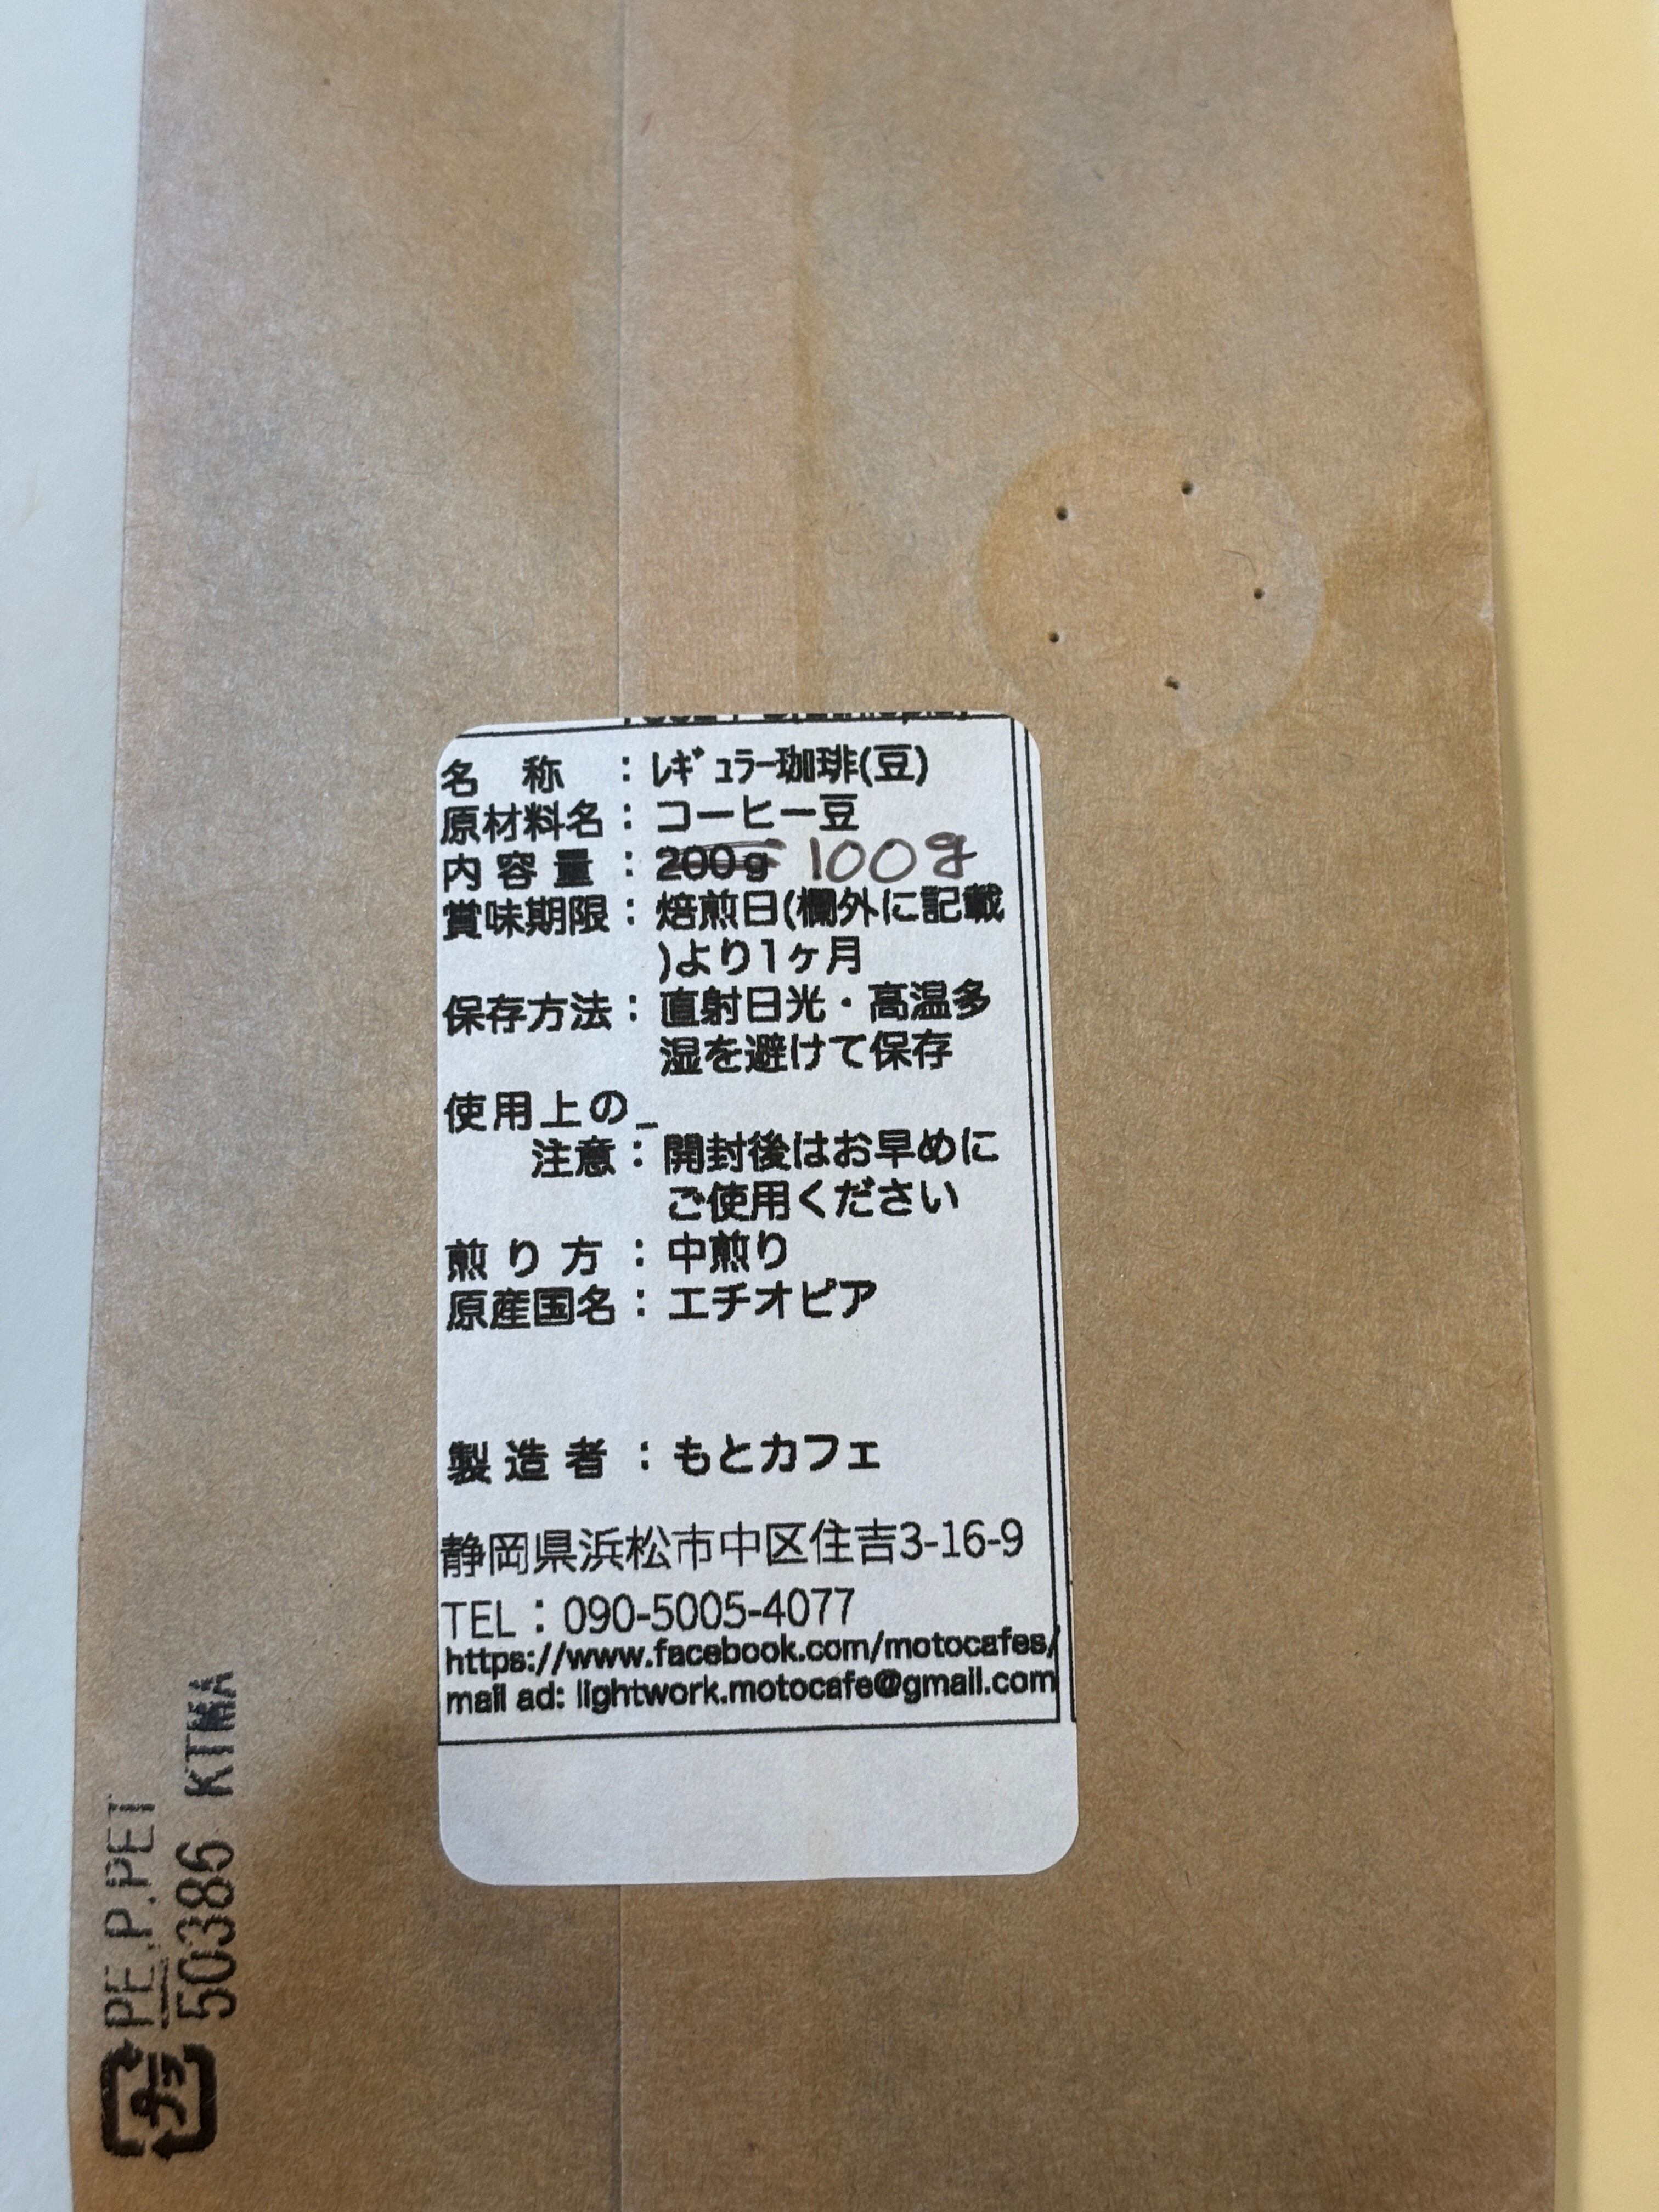 名 称 : ﾚｷﾞｭﾗｰ珈琲(豆)
原材料名 : コーヒー豆
内 容 量 : 200g 100g
賞味期限 : 焙煎日(欄外に記載
)より1ヶ月
保存方法 : 直射日光・高温多
湿を避けて保存
使用上の_
注意 : 開封後はお早めに
ご使用ください
煎 り 方 : 中煎り
原産国名 : エチオピア
製 造 者 : もとカフェ
静岡県浜松市中区住吉3-16-9
TEL : 090-5005-4077
https://www.facebook.com/motocafes/
mail ad: lightwork.motocafe@gmail.com
プラ
PE.P.PET
50386 KTMA